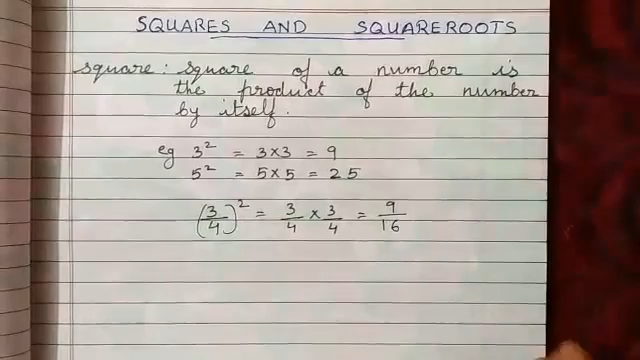 SQUARES AND SQUAREROOTS
square : square of a number is
the product of the number
by itself.
eg 3² = 3×3 = 9
5² = 5×5 = 25
(3/4)² = 3/4 × 3/4 = 9/16